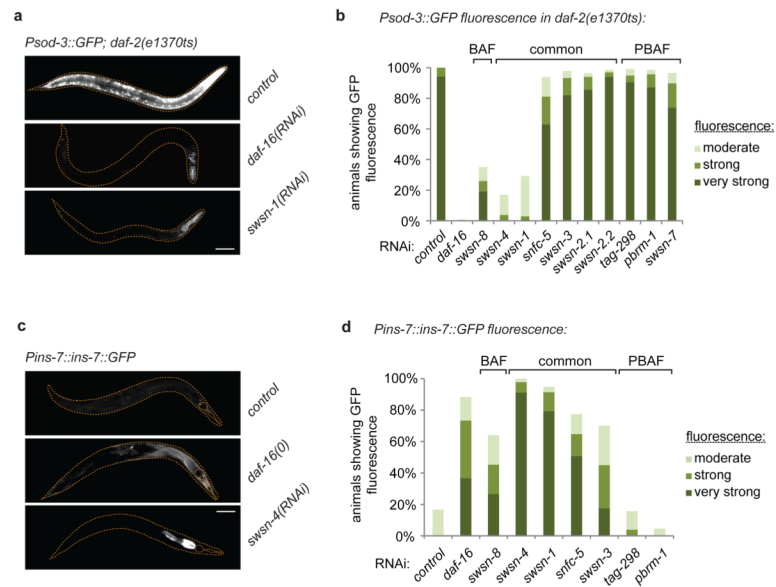 a
Psod-3::GFP; daf-2(e1370ts)
control
daf-16(RNAi)
swsn-1(RNAi)
b
Psod-3::GFP fluorescence in daf-2(e1370ts):
BAF common PBAF
animals showing GFP
fluorescence
100%
80%
60%
40%
20%
0%
fluorescence:
moderate
strong
very strong
RNAi: control daf-16 swsn-8 swsn-4 swsn-1 snfc-5 swsn-3 swsn-2.1 swsn-2.2 tag-298 pbrm-1 swsn-7
c
Pins-7::ins-7::GFP
control
daf-16(0)
swsn-4(RNAi)
d
Pins-7::ins-7::GFP fluorescence:
BAF common PBAF
animals showing GFP
fluorescence
100%
80%
60%
40%
20%
0%
fluorescence:
moderate
strong
very strong
RNAi: control daf-16 swsn-8 swsn-4 swsn-1 snfc-5 swsn-3 tag-298 pbrm-1